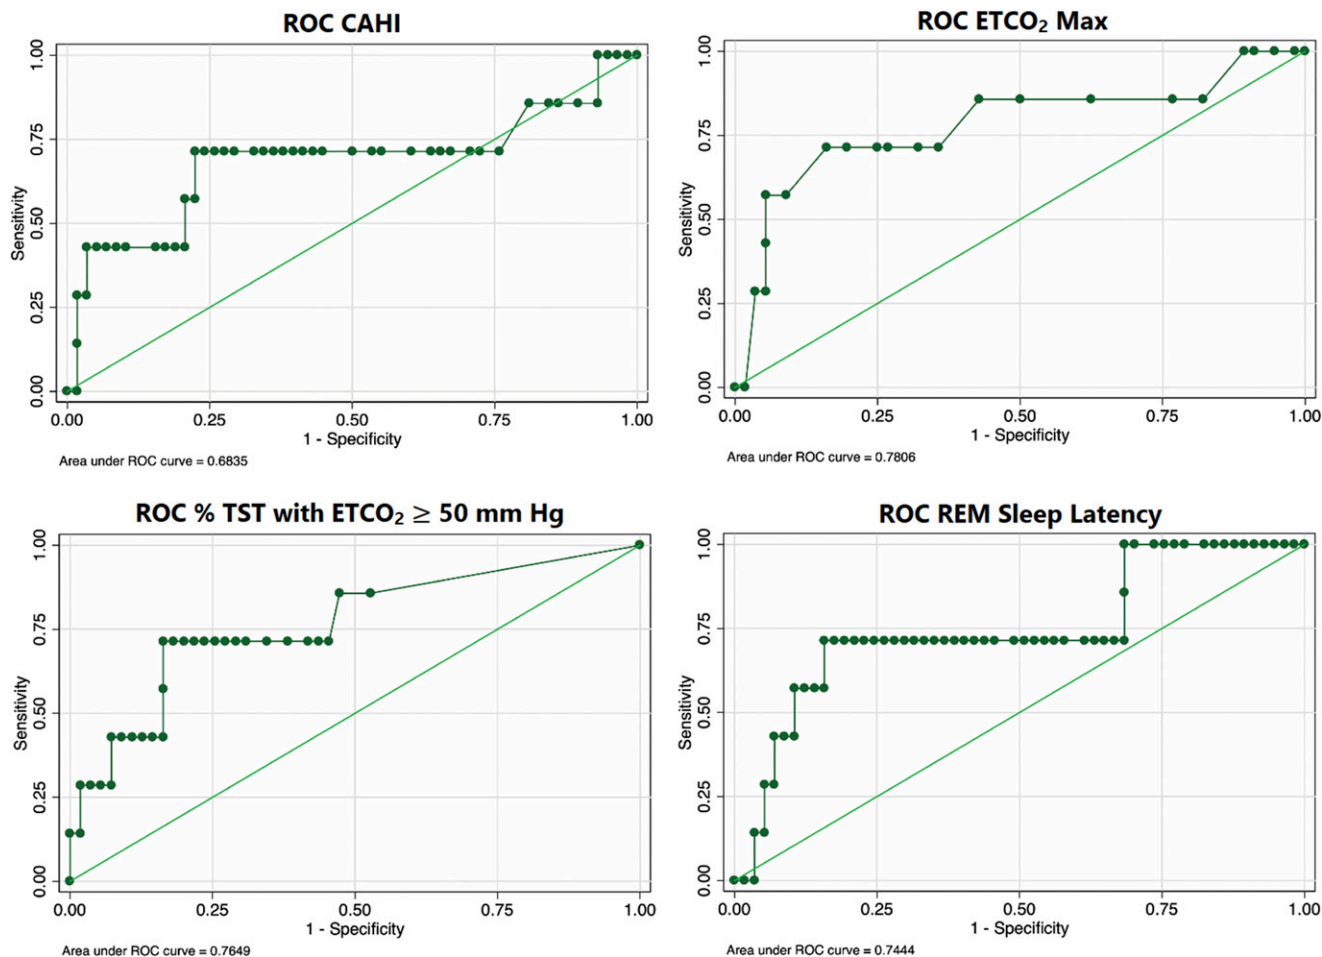 ROC CAHI
1.00
0.75
0.50
0.25
0.00
Sensitivity
0.00 0.25 0.50 0.75 1.00
1 - Specificity
Area under ROC curve = 0.6835
ROC ETCO₂ Max
1.00
0.75
0.50
0.25
0.00
Sensitivity
0.00 0.25 0.50 0.75 1.00
1 - Specificity
Area under ROC curve = 0.7806
ROC % TST with ETCO₂ ≥ 50 mm Hg
1.00
0.75
0.50
0.25
0.00
Sensitivity
0.00 0.25 0.50 0.75 1.00
1 - Specificity
Area under ROC curve = 0.7649
ROC REM Sleep Latency
1.00
0.75
0.50
0.25
0.00
Sensitivity
0.00 0.25 0.50 0.75 1.00
1 - Specificity
Area under ROC curve = 0.7444